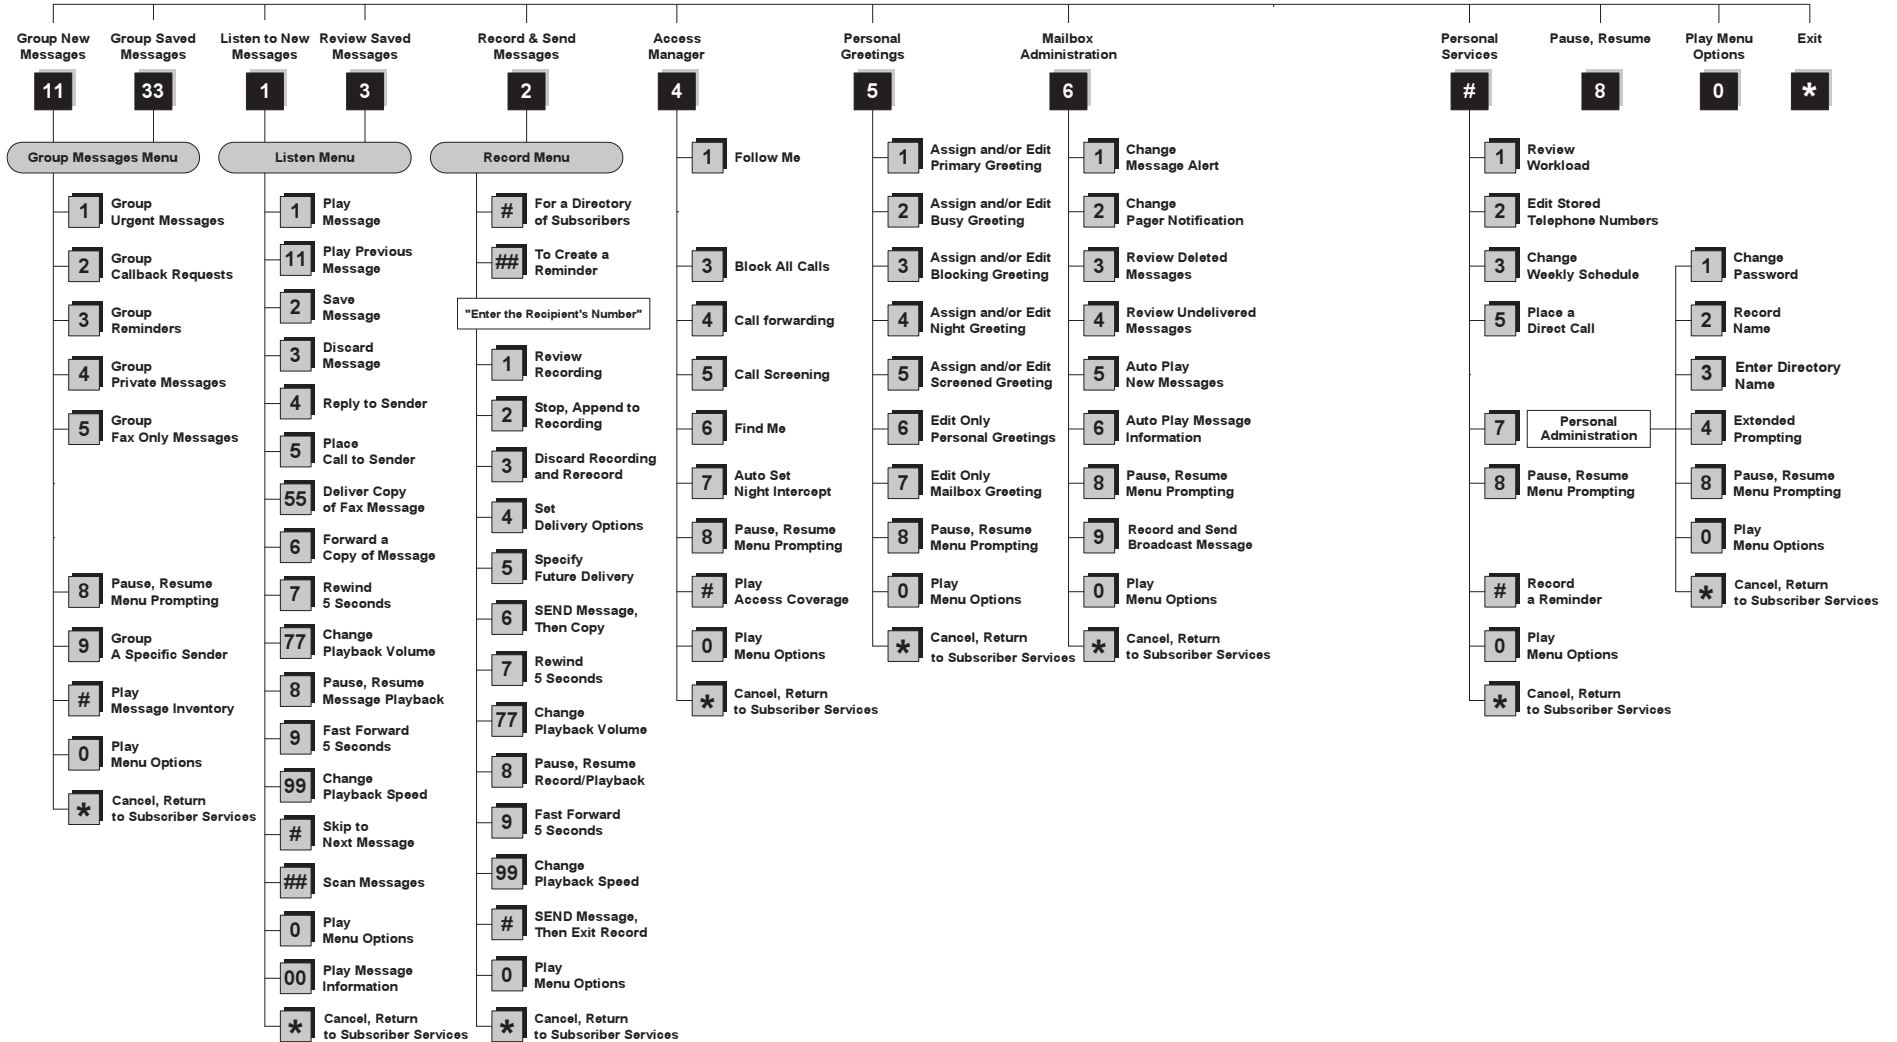 Group New
Messages
11
Group Saved
Messages
33
Listen to New
Messages
1
Review Saved
Messages
3
Record & Send
Messages
2
Access
Manager
4
Personal
Greetings
5
Mailbox
Administration
6
Personal
Services
#
Pause, Resume
8
Play Menu
Options
0
Exit
*
Group Messages Menu
1
Group
Urgent Messages
2
Group
Callback Requests
3
Group
Reminders
4
Group
Private Messages
5
Group
Fax Only Messages
8
Pause, Resume
Menu Prompting
9
Group
A Specific Sender
#
Play
Message Inventory
0
Play
Menu Options
*
Cancel, Return
to Subscriber Services
Listen Menu
1
Play
Message
11
Play Previous
Message
2
Save
Message
3
Discard
Message
4
Reply to Sender
5
Place
Call to Sender
55
Deliver Copy
of Fax Message
6
Forward a
Copy of Message
7
Rewind
5 Seconds
77
Change
Playback Volume
8
Pause, Resume
Message Playback
9
Fast Forward
5 Seconds
99
Change
Playback Speed
#
Skip to
Next Message
##
Scan Messages
0
Play
Menu Options
00
Play Message
Information
*
Cancel, Return
to Subscriber Services
Record Menu
#
For a Directory
of Subscribers
##
To Create a
Reminder
"Enter the Recipient's Number"
1
Review
Recording
2
Stop, Append to
Recording
3
Discard Recording
and Rerecord
4
Set
Delivery Options
5
Specify
Future Delivery
6
SEND Message,
Then Copy
7
Rewind
5 Seconds
77
Change
Playback Volume
8
Pause, Resume
Record/Playback
9
Fast Forward
5 Seconds
99
Change
Playback Speed
#
SEND Message,
Then Exit Record
0
Play
Menu Options
*
Cancel, Return
to Subscriber Services
1
Follow Me
3
Block All Calls
4
Call forwarding
5
Call Screening
6
Find Me
7
Auto Set
Night Intercept
8
Pause, Resume
Menu Prompting
#
Play
Access Coverage
0
Play
Menu Options
*
Cancel, Return
to Subscriber Services
1
Assign and/or Edit
Primary Greeting
2
Assign and/or Edit
Busy Greeting
3
Assign and/or Edit
Blocking Greeting
4
Assign and/or Edit
Night Greeting
5
Assign and/or Edit
Screened Greeting
6
Edit Only
Personal Greetings
7
Edit Only
Mailbox Greeting
8
Pause, Resume
Menu Prompting
0
Play
Menu Options
*
Cancel, Return
to Subscriber Services
1
Change
Message Alert
2
Change
Pager Notification
3
Review Deleted
Messages
4
Review Undelivered
Messages
5
Auto Play
New Messages
6
Auto Play Message
Information
8
Pause, Resume
Menu Prompting
9
Record and Send
Broadcast Message
0
Play
Menu Options
*
Cancel, Return
to Subscriber Services
1
Review
Workload
2
Edit Stored
Telephone Numbers
3
Change
Weekly Schedule
5
Place a
Direct Call
7
Personal
Administration
8
Pause, Resume
Menu Prompting
#
Record
a Reminder
0
Play
Menu Options
*
Cancel, Return
to Subscriber Services
1
Change
Password
2
Record
Name
3
Enter Directory
Name
4
Extended
Prompting
8
Pause, Resume
Menu Prompting
0
Play
Menu Options
*
Cancel, Return
to Subscriber Services